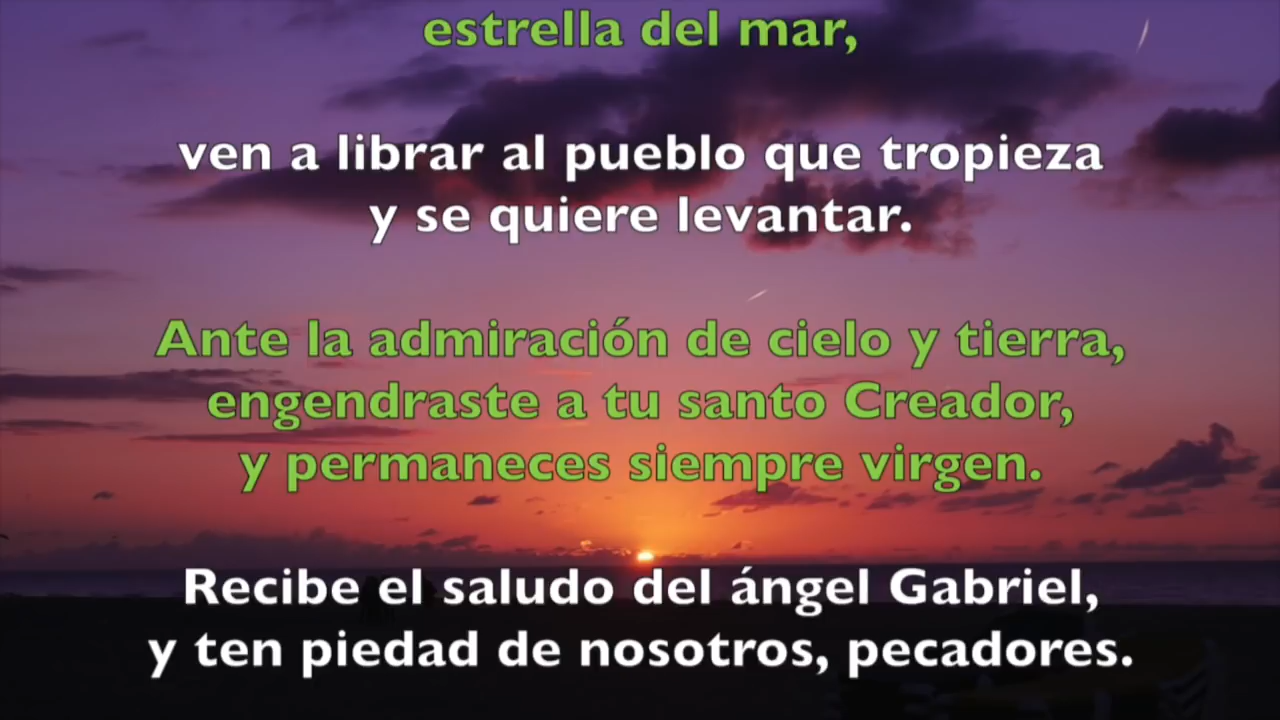 estrella del mar,
ven a librar al pueblo que tropieza
y se quiere levantar.
Ante la admiración de cielo y tierra,
engendraste a tu santo Creador,
y permaneces siempre virgen.
Recibe el saludo del ángel Gabriel,
y ten piedad de nosotros, pecadores.